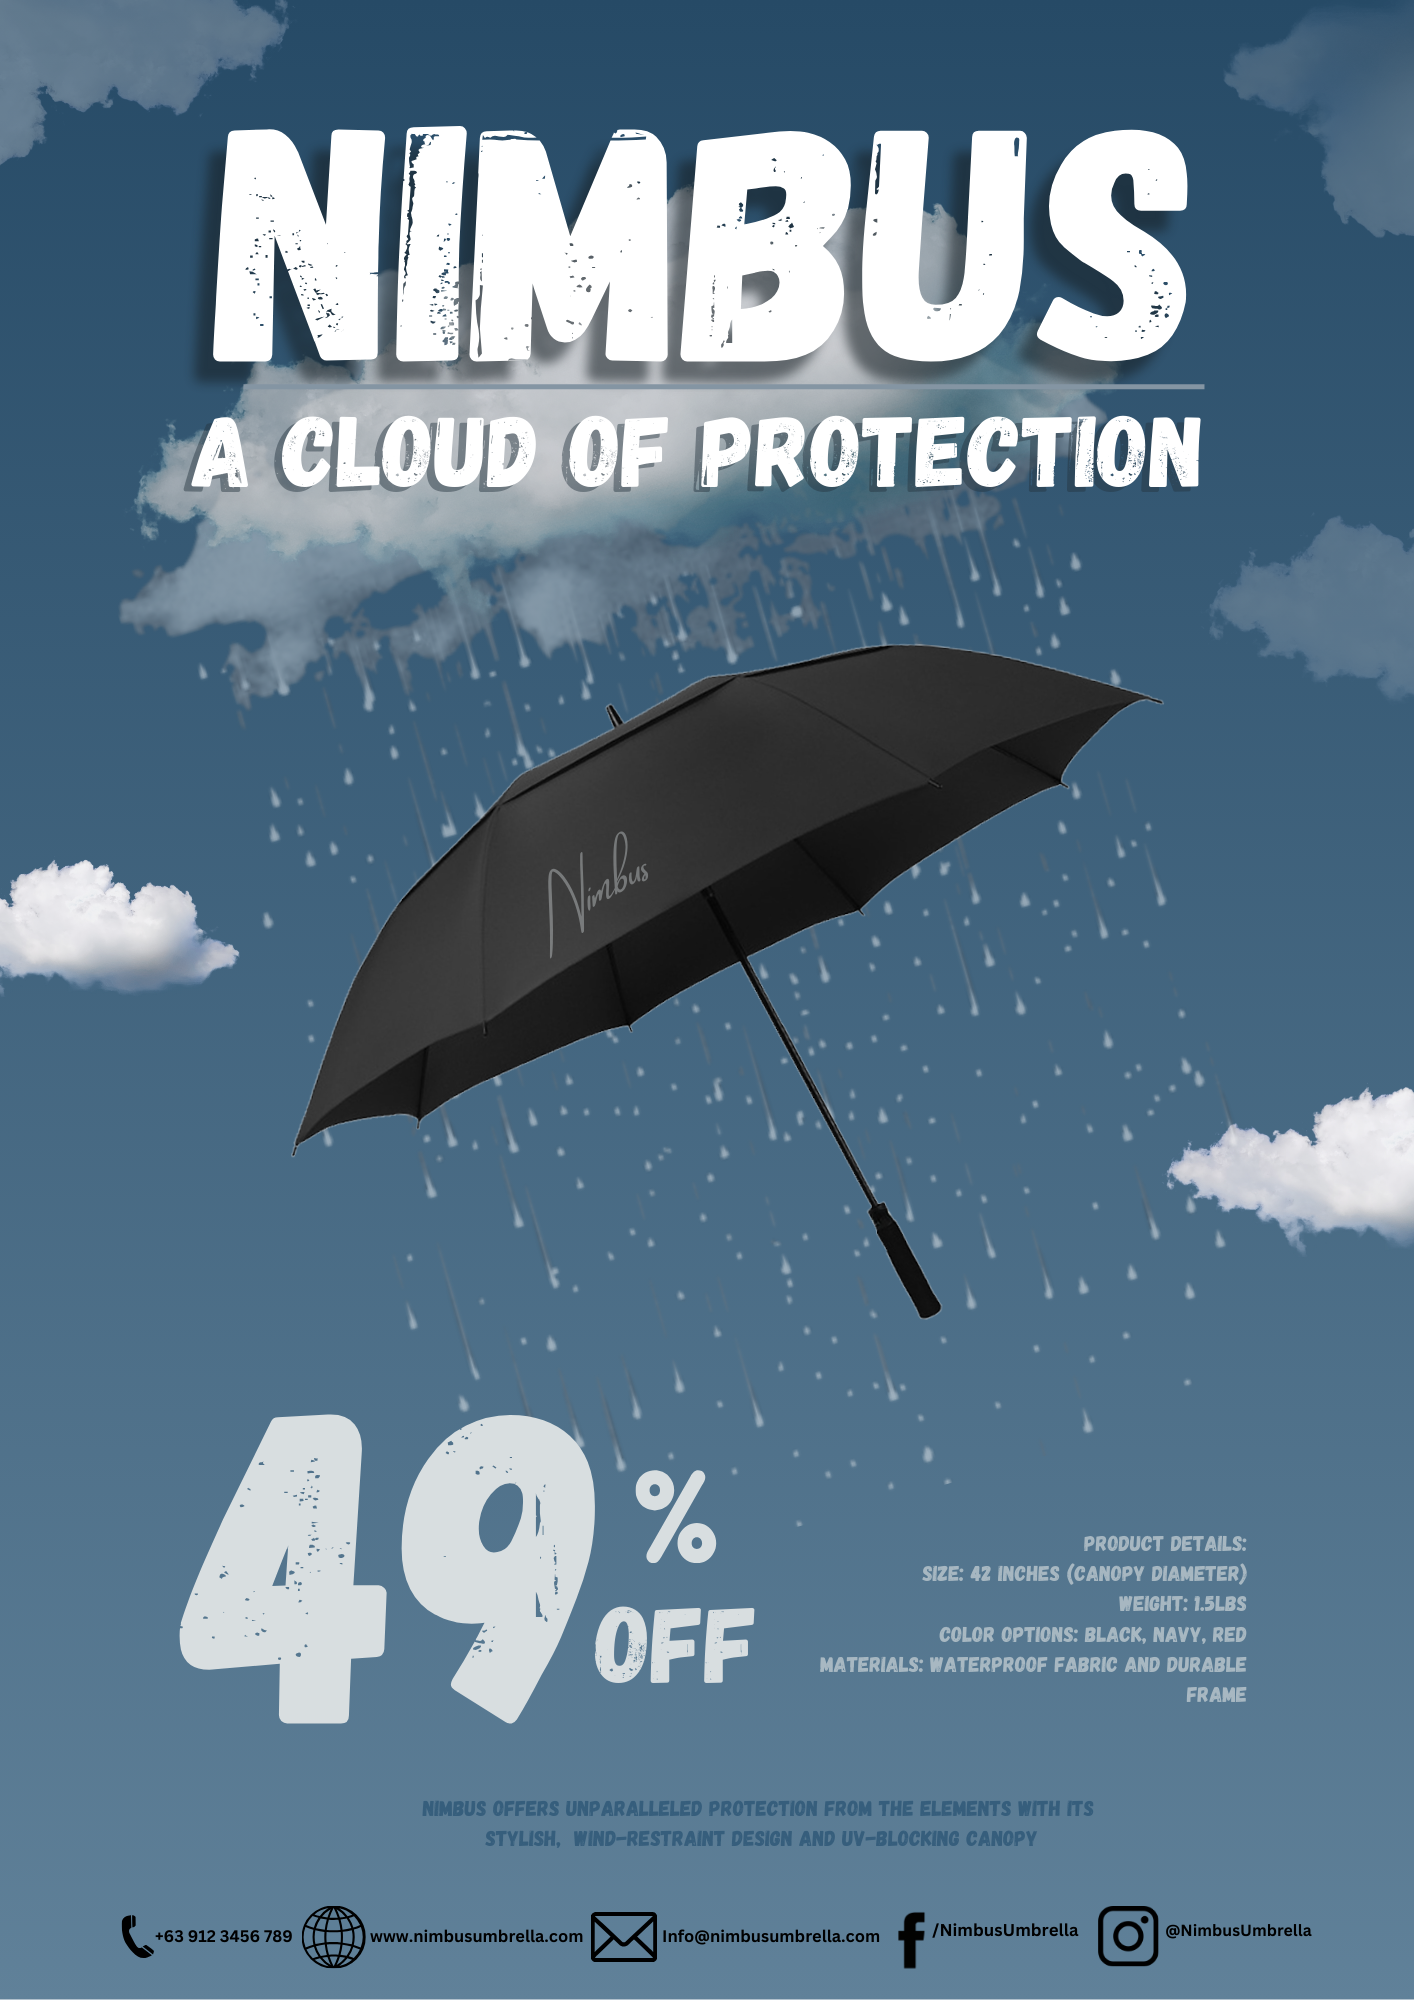 NIMBUS
A CLOUD OF PROTECTION
Nimbus
49%
OFF
PRODUCT DETAILS:
SIZE: 42 INCHES (CANOPY DIAMETER)
WEIGHT: 1.5LBS
COLOR OPTIONS: BLACK, NAVY, RED
MATERIALS: WATERPROOF FABRIC AND DURABLE
FRAME
NIMBUS OFFERS UNPARALLELED PROTECTION FROM THE ELEMENTS WITH ITS
STYLISH, WIND-RESTRAINT DESIGN AND UV-BLOCKING CANOPY
+63 912 3456 789 www.nimbusumbrella.com Info@nimbusumbrella.com /NimbusUmbrella @NimbusUmbrella